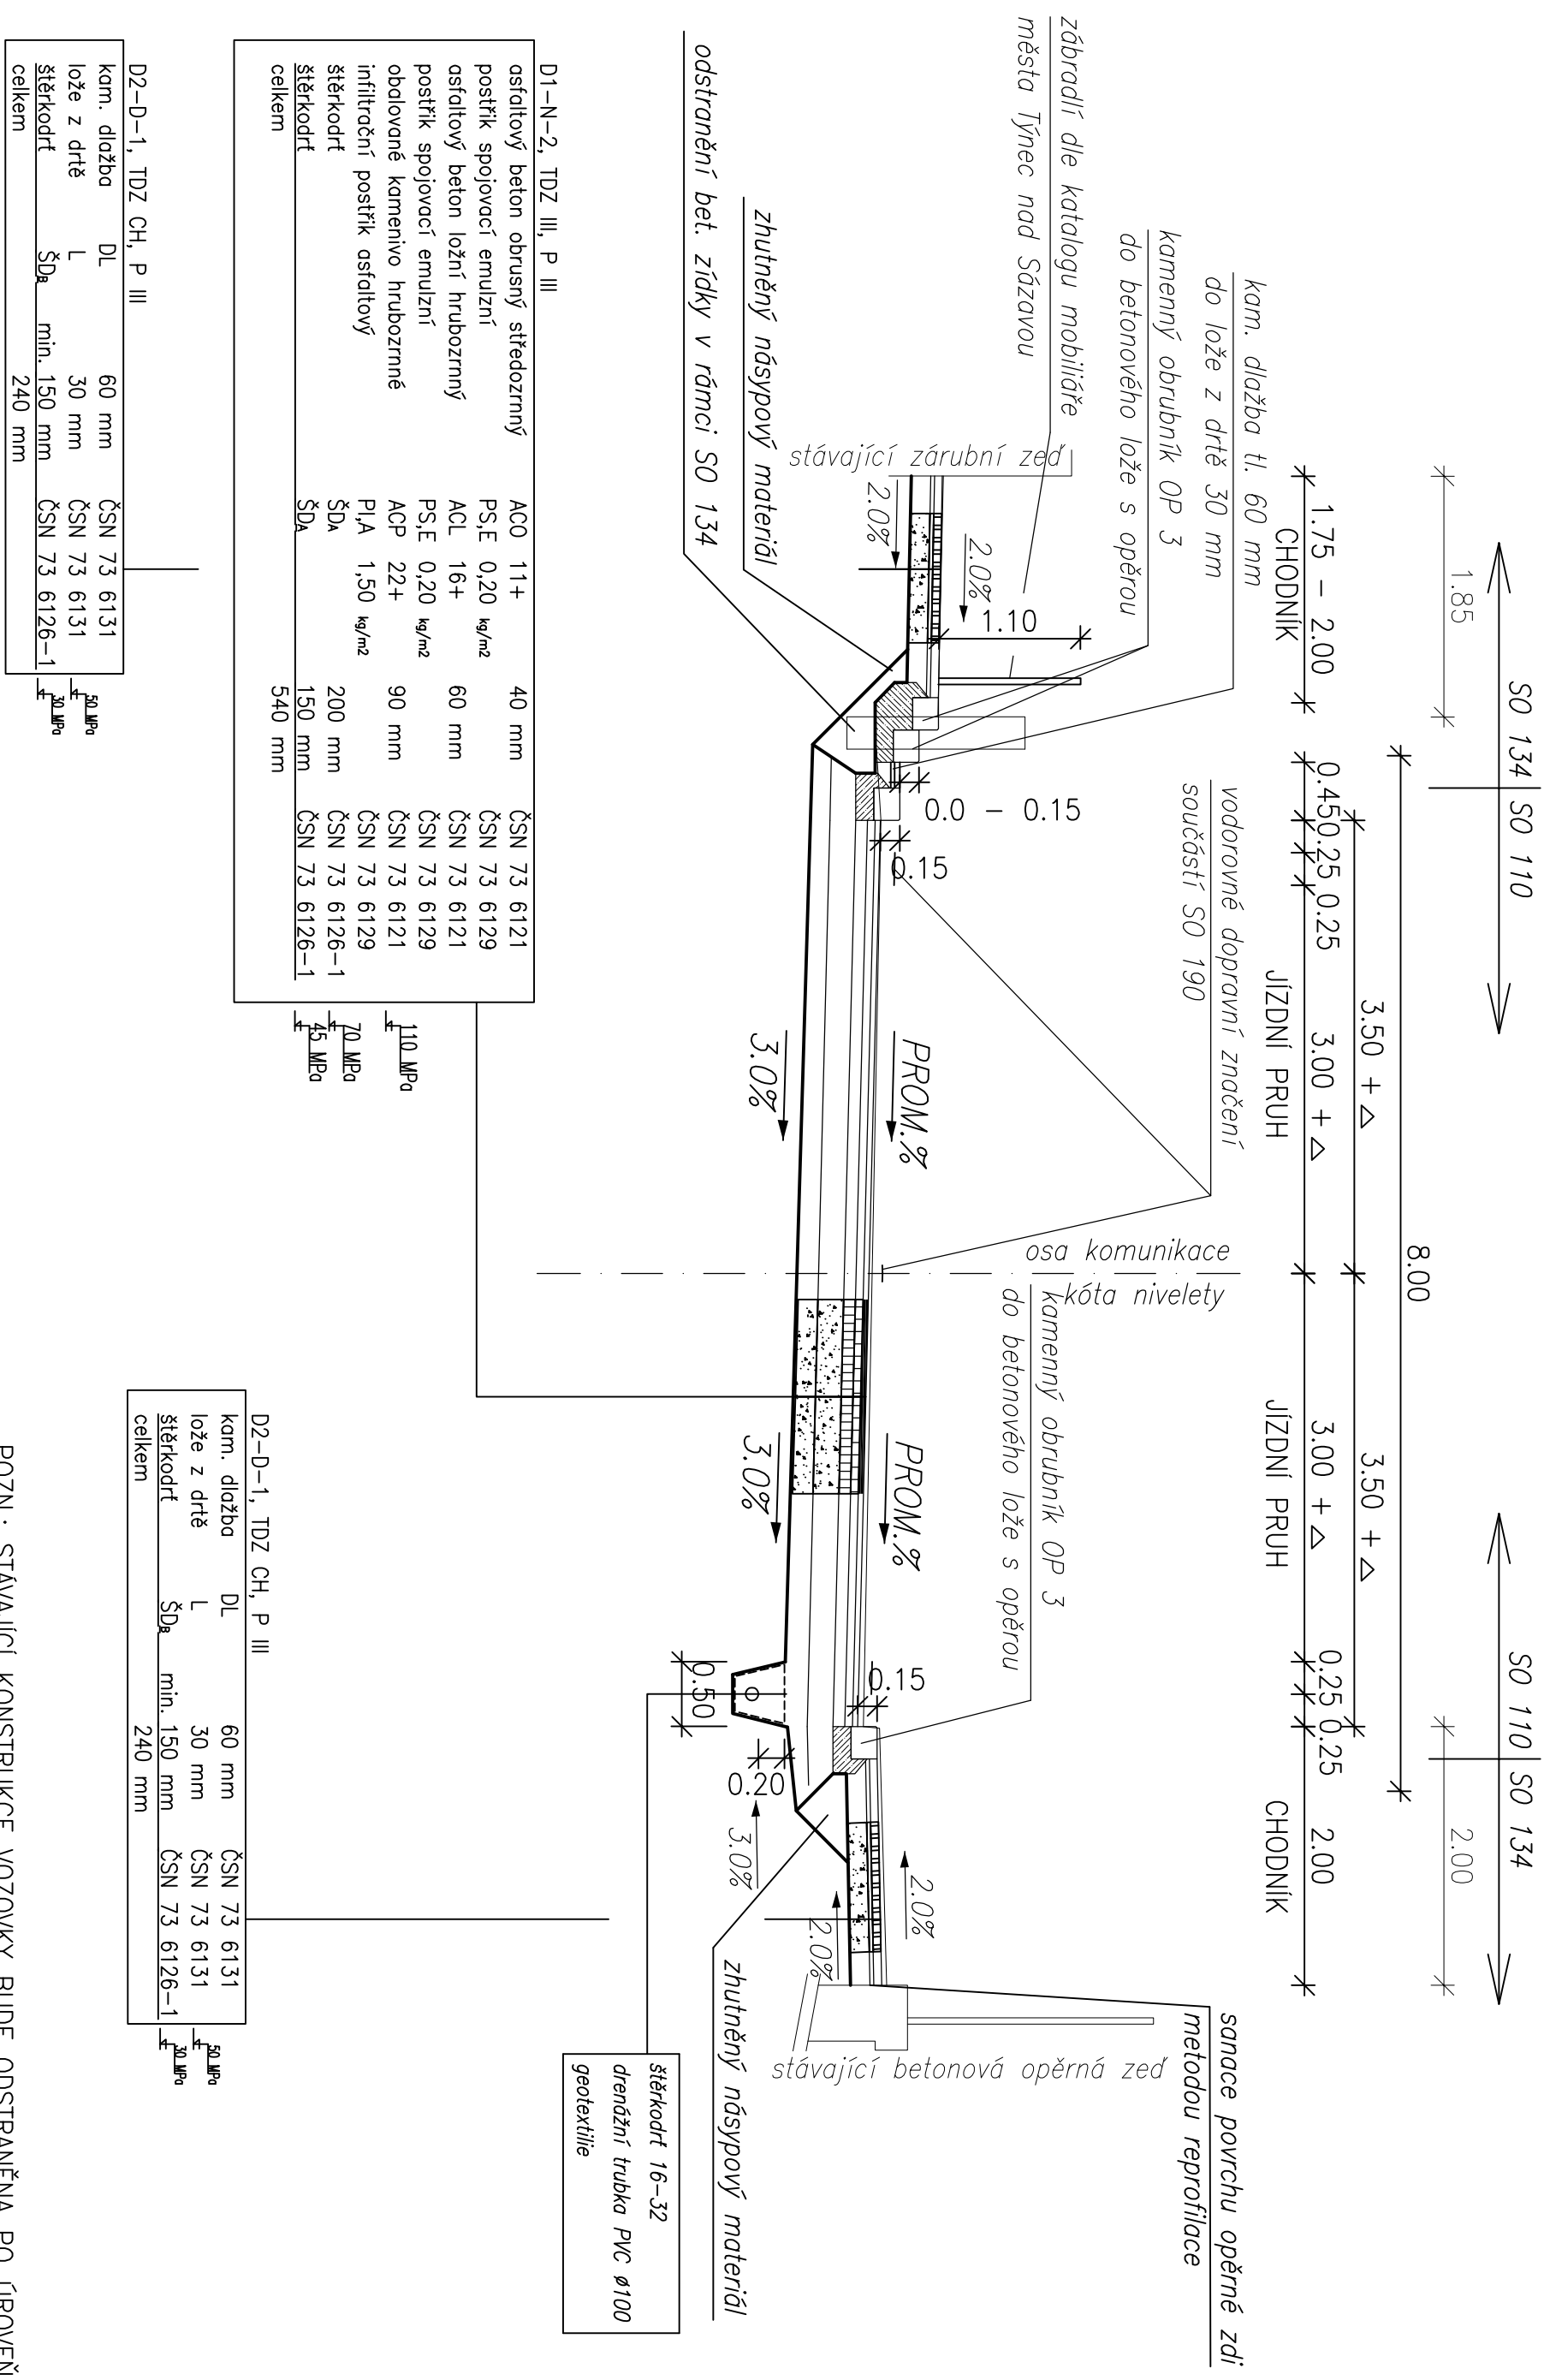 SO 134
SO 110
SO 110
SO 134
1.85
2.00
8.00
3.50 + △
3.50 + △
1.75 – 2.00
0.45
0.25
0.25
3.00 + △
3.00 + △
0.25
0.25
2.00
CHODNÍK
JÍZDNÍ PRUH
JÍZDNÍ PRUH
CHODNÍK
kam. dlažba tl. 60 mm
do lože z drtě 30 mm
kamenný obrubník OP 3
do betonového lože s opěrou
zábradlí dle katalogu mobiliáře
města Týnec nad Sázavou
vodorovné dopravní značení
součástí SO 190
sanace povrchu opěrné zdi
metodou reprofilace
osa komunikace
kóta nivelety
kamenný obrubník OP 3
do betonového lože s opěrou
stávající zárubní zeď
stávající betonová opěrná zeď
1.10
0.0 – 0.15
0.15
0.15
2.0%
2.0%
PROM.%
PROM.%
2.0%
2.0%
3.0%
3.0%
3.0%
0.50
0.20
zhutněný násypový materiál
odstranění bet. zídky v rámci SO 134
zhutněný násypový materiál
štěrkodrť 16–32
drenážní trubka PVC ø100
geotextilie
D1–N–2, TDZ III, P III
asfaltový beton obrusný středozrnný ACO 11+ 40 mm ČSN 73 6121
postřik spojovací emulzní PS,E 0,20 kg/m2 ČSN 73 6129
asfaltový beton ložní hrubozrnný ACL 16+ 60 mm ČSN 73 6121
postřik spojovací emulzní PS,E 0,20 kg/m2 ČSN 73 6129
obalované kamenivo hrubozrnné ACP 22+ 90 mm ČSN 73 6121
infiltrační postřik asfaltový PI,A 1,50 kg/m2 ČSN 73 6129
štěrkodrť ŠDA 200 mm ČSN 73 6126–1
štěrkodrť ŠDA 150 mm ČSN 73 6126–1
celkem 540 mm
110 MPa
70 MPa
45 MPa
D2–D–1, TDZ CH, P III
kam. dlažba DL 60 mm ČSN 73 6131
lože z drtě L 30 mm ČSN 73 6131
štěrkodrť ŠDB min. 150 mm ČSN 73 6126–1
celkem 240 mm
50 MPa
30 MPa
D2–D–1, TDZ CH, P III
kam. dlažba DL 60 mm ČSN 73 6131
lože z drtě L 30 mm ČSN 73 6131
štěrkodrť ŠDB min. 150 mm ČSN 73 6126–1
celkem 240 mm
50 MPa
30 MPa
POZN.: STÁVAJÍCÍ KONSTRUKCE VOZOVKY BUDE ODSTRANĚNA PO ÚROVEŇ